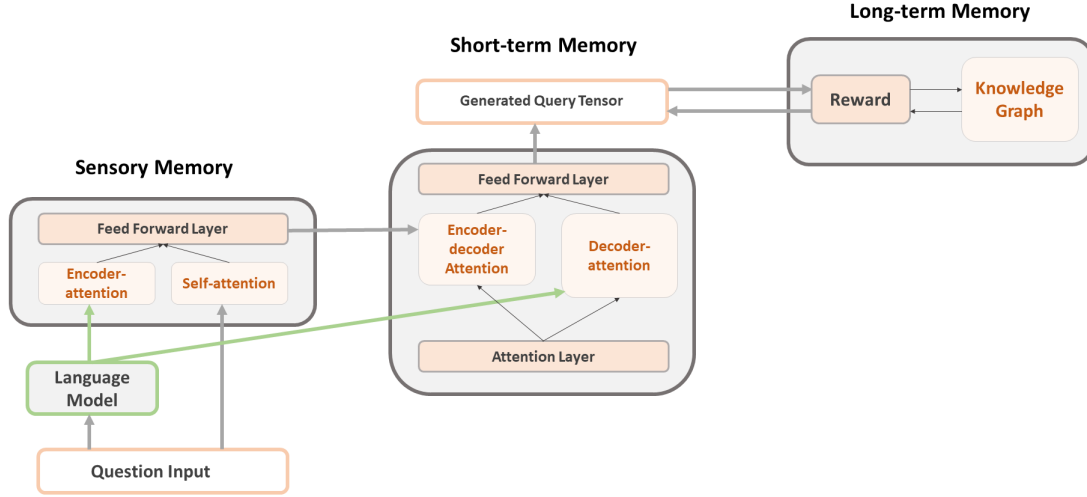 Long-term Memory
Short-term Memory
Generated Query Tensor
Reward
Knowledge
Graph
Sensory Memory
Feed Forward Layer
Encoder-
attention
Self-attention
Feed Forward Layer
Encoder-
decoder
Attention
Decoder-
attention
Attention Layer
Language
Model
Question Input